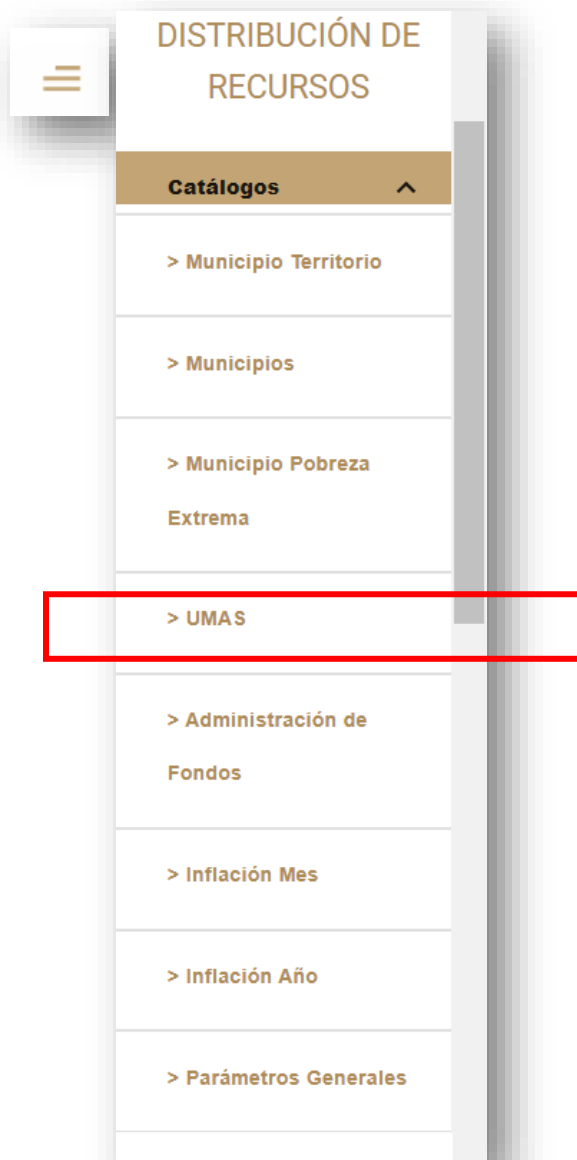 DISTRIBUCIÓN DE
RECURSOS
Catálogos
> Municipio Territorio
> Municipios
> Municipio Pobreza
Extrema
> UMAS
> Administración de
Fondos
> Inflación Mes
> Inflación Año
> Parámetros Generales